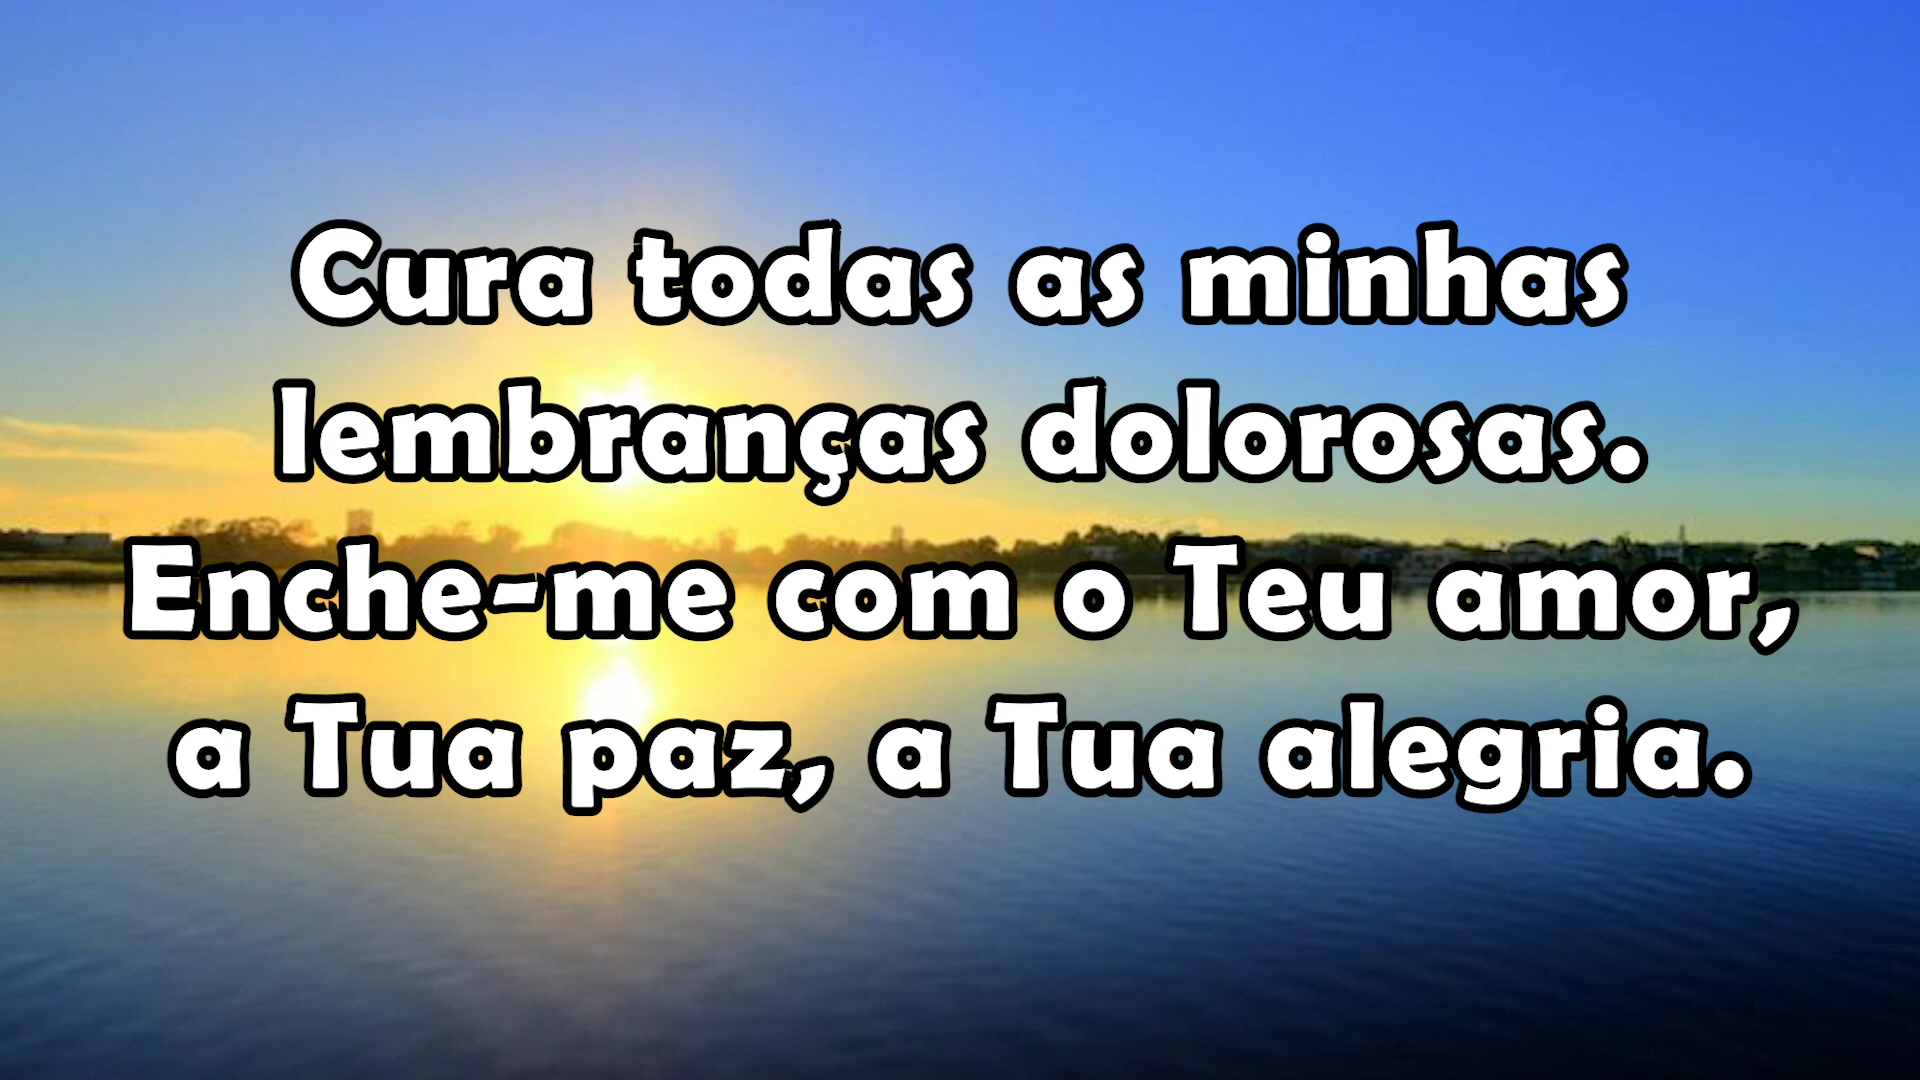 Cura todas as minhas
lembranças dolorosas.
Enche-me com o Teu amor,
a Tua paz, a Tua alegria.